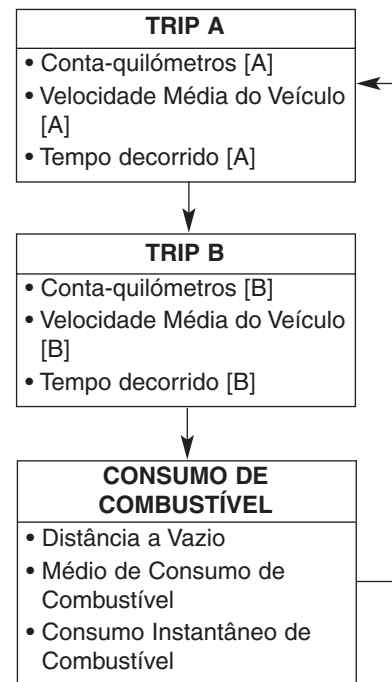 TRIP A
• Conta-quilómetros [A]
• Velocidade Média do Veículo
[A]
• Tempo decorrido [A]
TRIP B
• Conta-quilómetros [B]
• Velocidade Média do Veículo
[B]
• Tempo decorrido [B]
CONSUMO DE
COMBUSTÍVEL
• Distância a Vazio
• Médio de Consumo de
Combustível
• Consumo Instantâneo de
Combustível